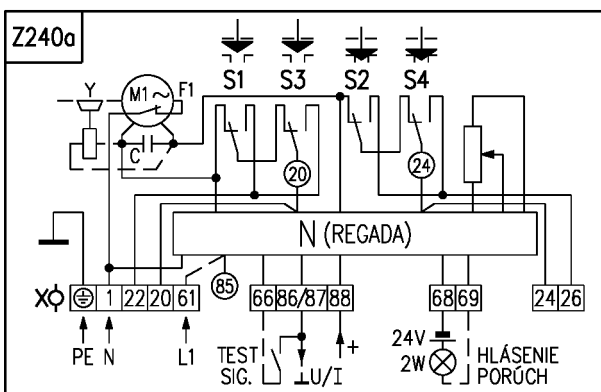 Z240a
S1 S3 S2 S4
Y M1 ~ F1
C
20 24
N (REGADA)
X 1 22 20 61 85 66 86/87 88 68 69 24 26
PE N L1 TEST SIG. U/I + 24V 2W HLÁSENIE PORÚCH